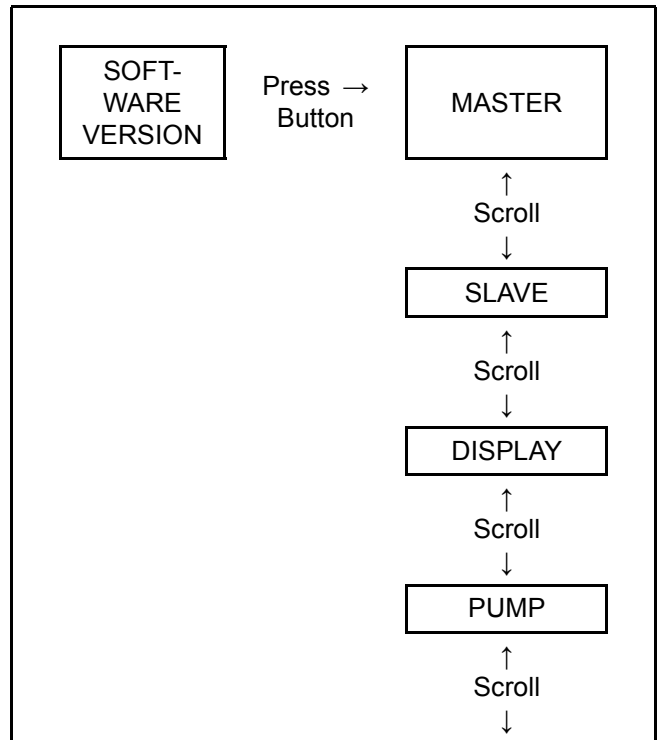 SOFT-
WARE
VERSION
Press →
Button
MASTER
↑
Scroll
↓
SLAVE
↑
Scroll
↓
DISPLAY
↑
Scroll
↓
PUMP
↑
Scroll
↓